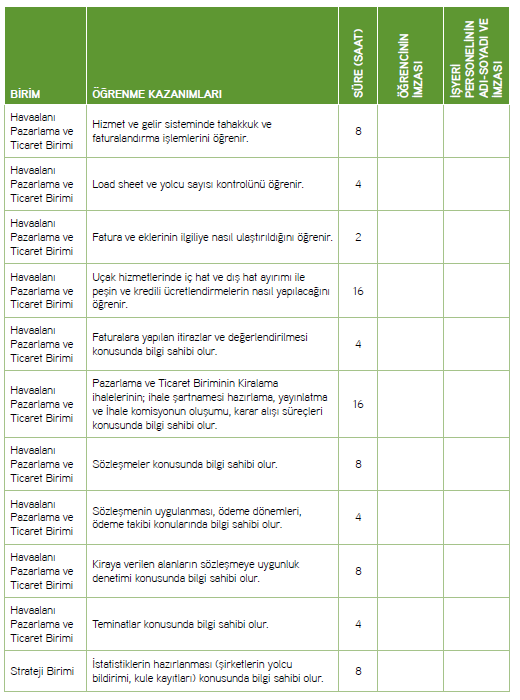 BİRİM
ÖĞRENME KAZANIMLARI
SÜRE (SAAT)
ÖĞRENCİNİN
İMZASI
İŞYERİ
PERSONELİNİN
ADI-SOYADI VE
İMZASI
Havaalanı
Pazarlama ve
Ticaret Birimi
Hizmet ve gelir sisteminde tahakkuk ve
faturalandırma işlemlerini öğrenir.
8
Havaalanı
Pazarlama ve
Ticaret Birimi
Load sheet ve yolcu sayısı kontrolünü öğrenir.
4
Havaalanı
Pazarlama ve
Ticaret Birimi
Fatura ve eklerinin ilgiliye nasıl ulaştırıldığını öğrenir.
2
Havaalanı
Pazarlama ve
Ticaret Birimi
Uçak hizmetlerinde iç hat ve dış hat ayırımı ile
peşin ve kredili ücretlendirmelerin nasıl yapılacağını
öğrenir.
16
Havaalanı
Pazarlama ve
Ticaret Birimi
Faturalara yapılan itirazlar ve değerlendirilmesi
konusunda bilgi sahibi olur.
4
Havaalanı
Pazarlama ve
Ticaret Birimi
Pazarlama ve Ticaret Biriminin Kiralama
ihalelerinin; ihale şartnamesi hazırlama, yayınlatma
ve İhale komisyonun oluşumu, karar alışı süreçleri
konusunda bilgi sahibi olur.
16
Havaalanı
Pazarlama ve
Ticaret Birimi
Sözleşmeler konusunda bilgi sahibi olur.
8
Havaalanı
Pazarlama ve
Ticaret Birimi
Sözleşmenin uygulanması, ödeme dönemleri,
ödeme takibi konularında bilgi sahibi olur.
4
Havaalanı
Pazarlama ve
Ticaret Birimi
Kiraya verilen alanların sözleşmeye uygunluk
denetimi konusunda bilgi sahibi olur.
8
Havaalanı
Pazarlama ve
Ticaret Birimi
Teminatlar konusunda bilgi sahibi olur.
4
Strateji Birimi
İstatistiklerin hazırlanması (şirketlerin yolcu
bildirimi, kule kayıtları) konusunda bilgi sahibi olur.
8